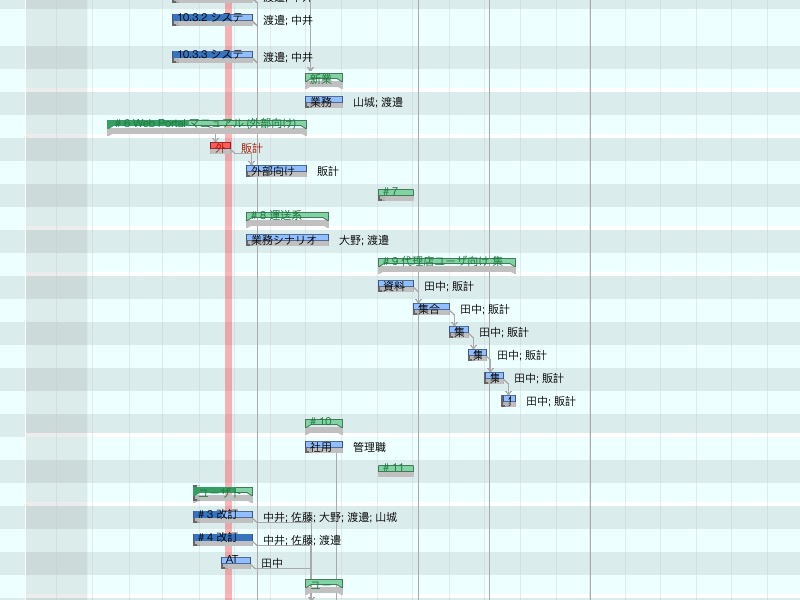 10.3.2 システ 渡邉; 中井
10.3.3 システ 渡邉; 中井
新業
業務 山城; 渡邉
# 6 Web Portal マニュアル (外部向け)
外 販計
外部向け 販計
# 7
# 8 運送系
業務シナリオ 大野; 渡邉
# 9 代理店ユーザ向け 集
資料 田中; 販計
集合 田中; 販計
集 田中; 販計
集 田中; 販計
集 田中; 販計
田中; 販計
# 10
社用 管理職
# 11
ユーザト
# 3 改訂 中井; 佐藤; 大野; 渡邉; 山城
# 4 改訂 中井; 佐藤; 渡邉
AT 田中
ユー